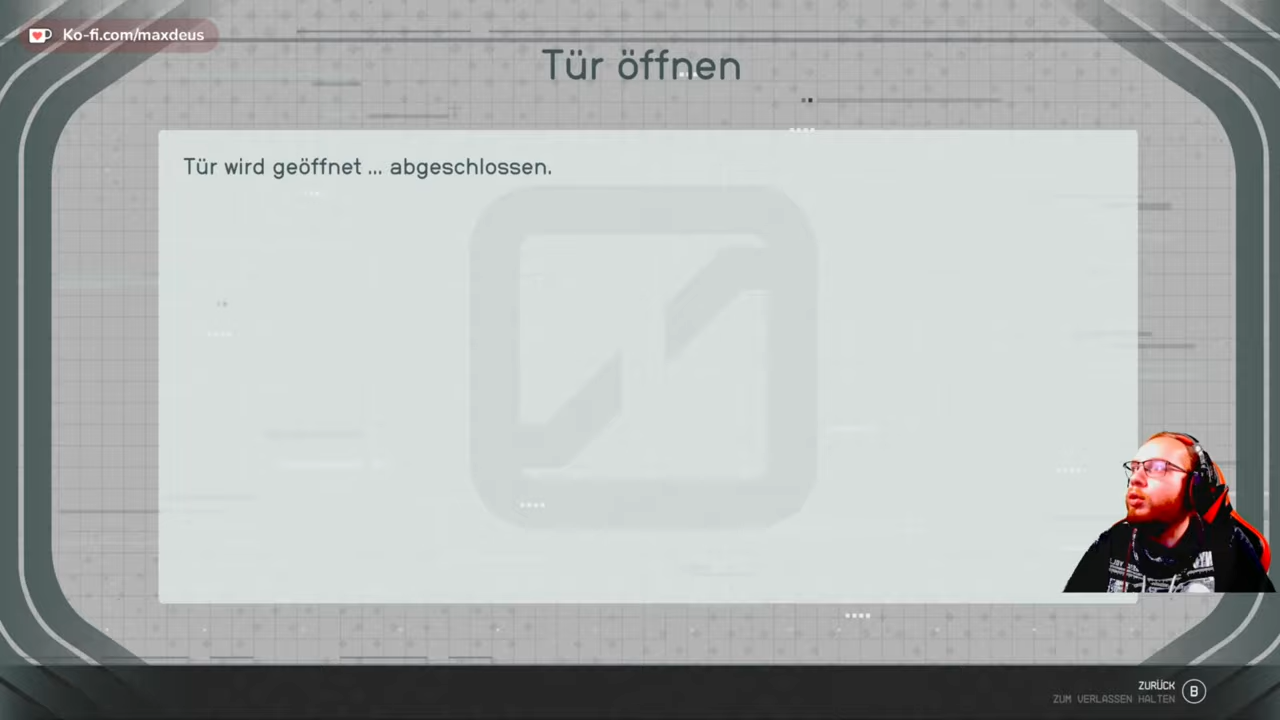 Ko-fi.com/maxdeus
Tür öffnen
Tür wird geöffnet ... abgeschlossen.
ZURÜCK
ZUM VERLASSEN HALTEN
B